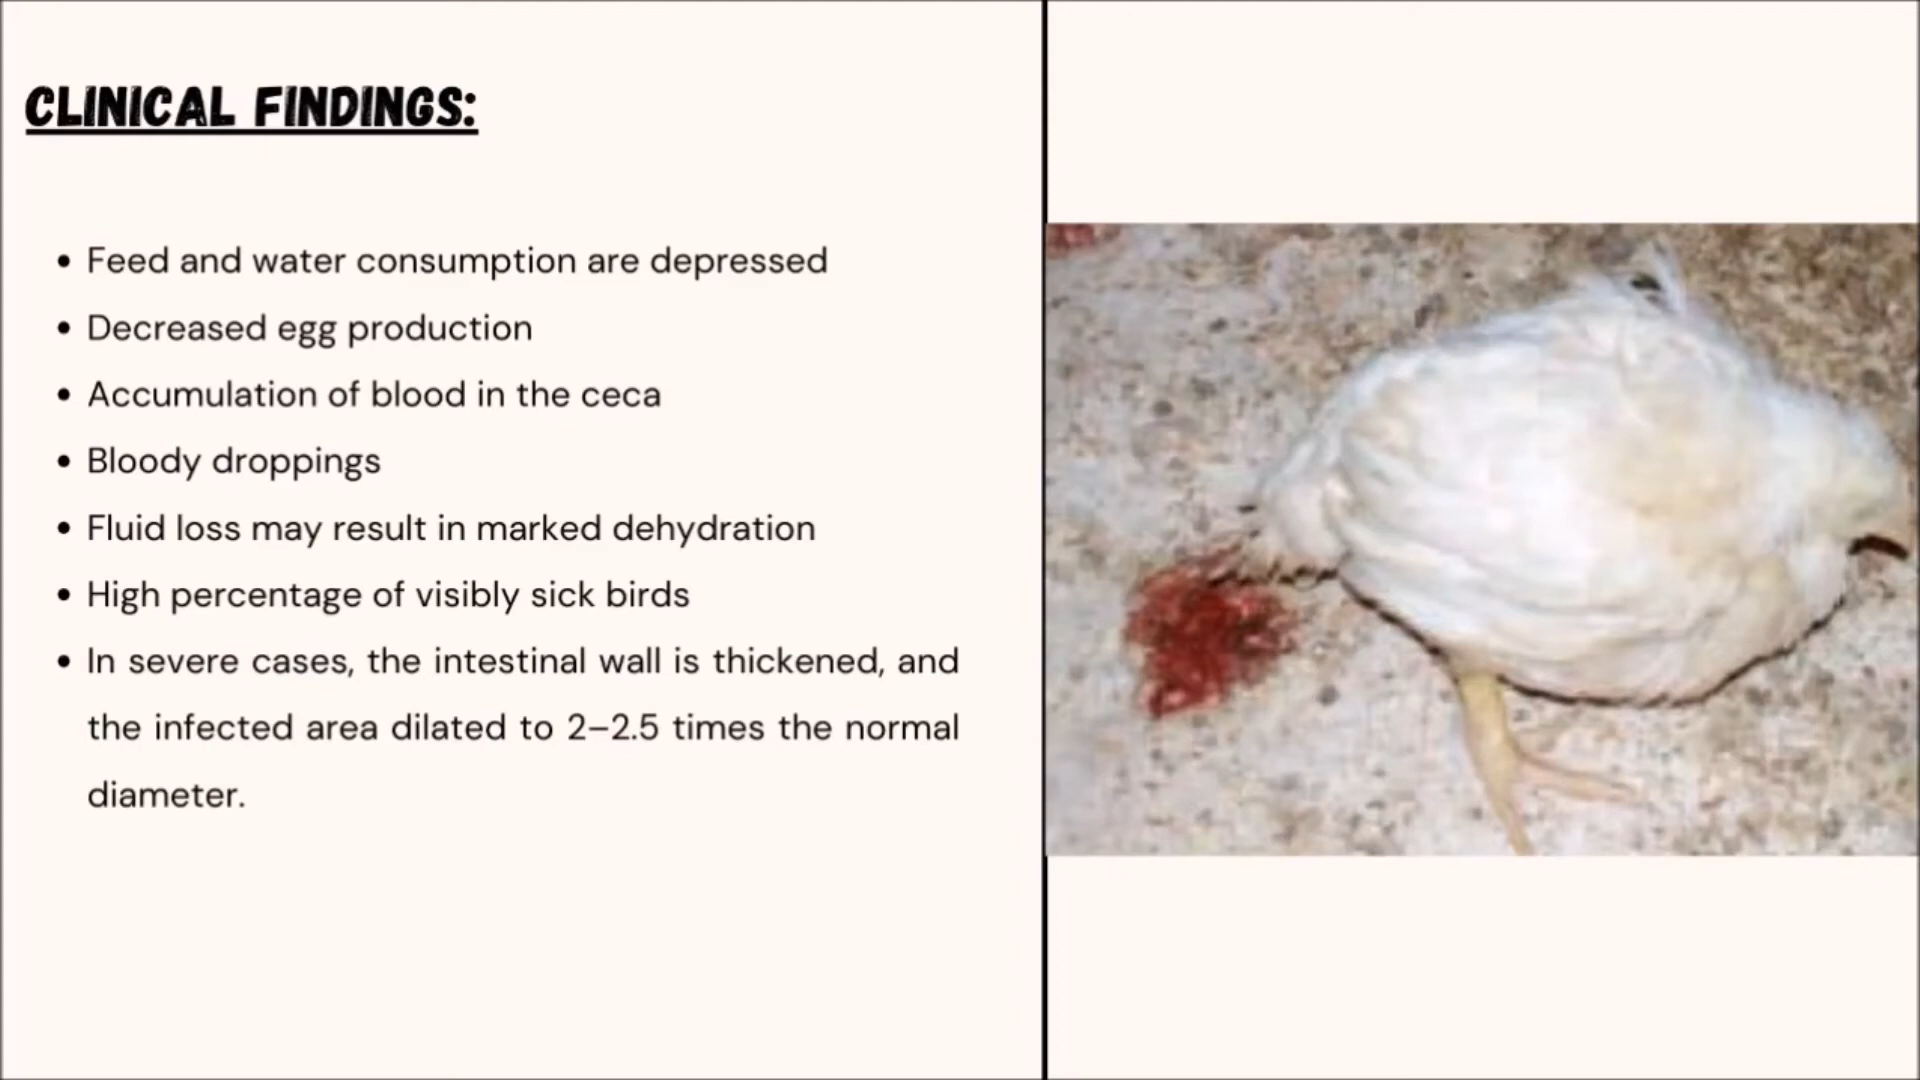 CLINICAL FINDINGS:
• Feed and water consumption are depressed
• Decreased egg production
• Accumulation of blood in the ceca
• Bloody droppings
• Fluid loss may result in marked dehydration
• High percentage of visibly sick birds
• In severe cases, the intestinal wall is thickened, and
the infected area dilated to 2–2.5 times the normal
diameter.